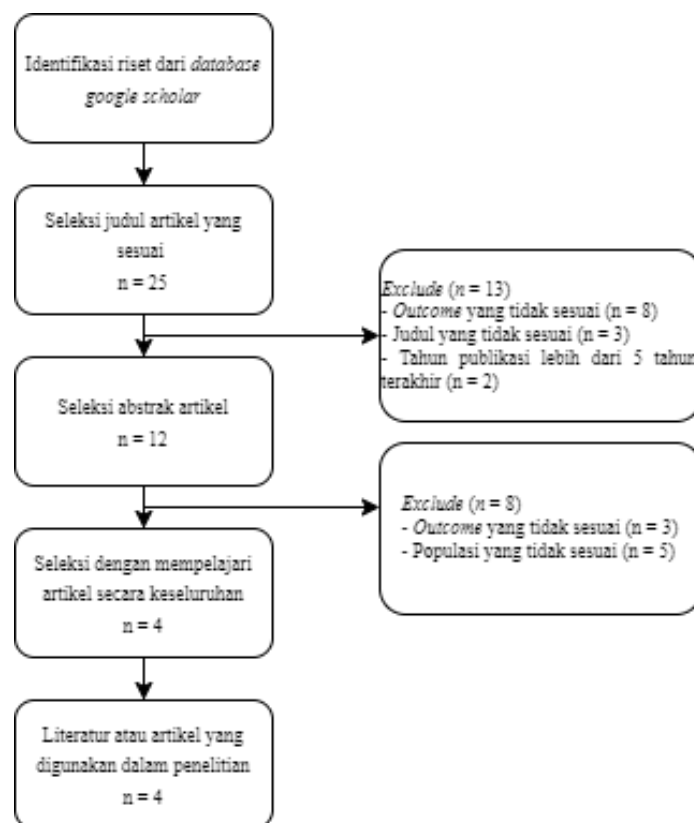 Identifikasi riset dari database
google scholar
Seleksi judul artikel yang
sesuai
n = 25
Exclude (n = 13)
- Outcome yang tidak sesuai (n = 8)
- Judul yang tidak sesuai (n = 3)
- Tahun publikasi lebih dari 5 tahun
terakhir (n = 2)
Seleksi abstrak artikel
n = 12
Exclude (n = 8)
- Outcome yang tidak sesuai (n = 3)
- Populasi yang tidak sesuai (n = 5)
Seleksi dengan mempelajari
artikel secara keseluruhan
n = 4
Literatur atau artikel yang
digunakan dalam penelitian
n = 4